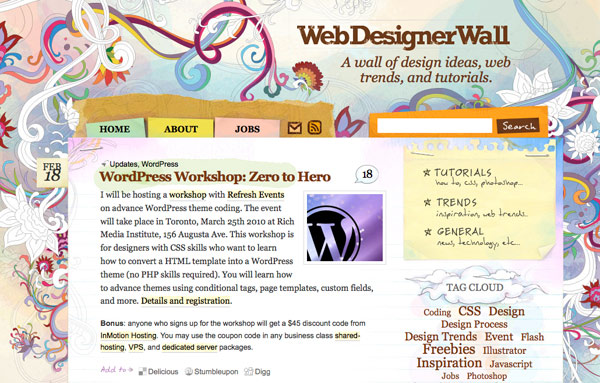 WebDesignerWall
A wall of design ideas, web
trends, and tutorials.
HOME
ABOUT
JOBS
Search
FEB
18
Updates, WordPress
WordPress Workshop: Zero to Hero
18
I will be hosting a workshop with Refresh Events
on advance WordPress theme coding. The event
will take place in Toronto, March 25th 2010 at Rich
Media Institute, 156 Augusta Ave. This workshop is
for designers with CSS skills who want to learn
how to convert a HTML template into a WordPress
theme (no PHP skills required). You will learn how
to advance themes using conditional tags, page templates, custom fields,
and more. Details and registration.
Bonus: anyone who signs up for the workshop will get a $45 discount code from
InMotion Hosting. You may use the coupon code in any business class shared-
hosting, VPS, and dedicated server packages.
Add to
Delicious
Stumbleupon
Digg
TUTORIALS
how to, css, photoshop...
TRENDS
inspiration, web trends...
GENERAL
news, technology, etc...
TAG CLOUD
Coding CSS Design
Design Process
Design Trends Event Flash
Freebies Illustrator
Inspiration Javascript
Jobs Photoshop